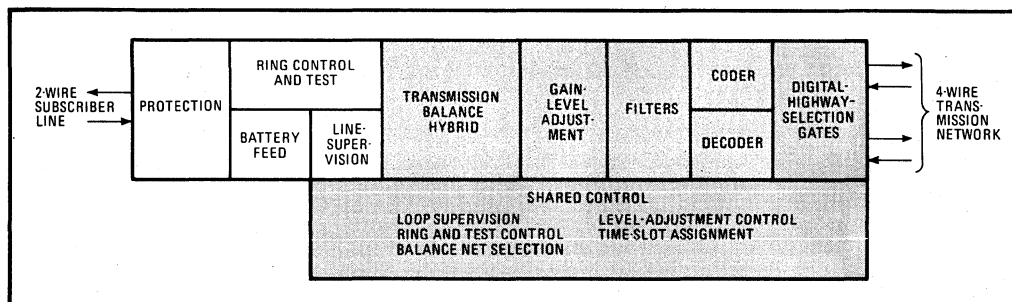 2-WIRE
SUBSCRIBER
LINE
PROTECTION
RING CONTROL
AND TEST
BATTERY
FEED
LINE-
SUPER-
VISION
TRANSMISSION
BALANCE
HYBRID
GAIN-
LEVEL
ADJUST-
MENT
FILTERS
CODER
DECODER
DIGITAL-
HIGHWAY-
SELECTION
GATES
4-WIRE
TRANS-
MISSION
NETWORK
SHARED CONTROL
LOOP SUPERVISION
RING AND TEST CONTROL
BALANCE NET SELECTION
LEVEL-ADJUSTMENT CONTROL
TIME-SLOT ASSIGNMENT